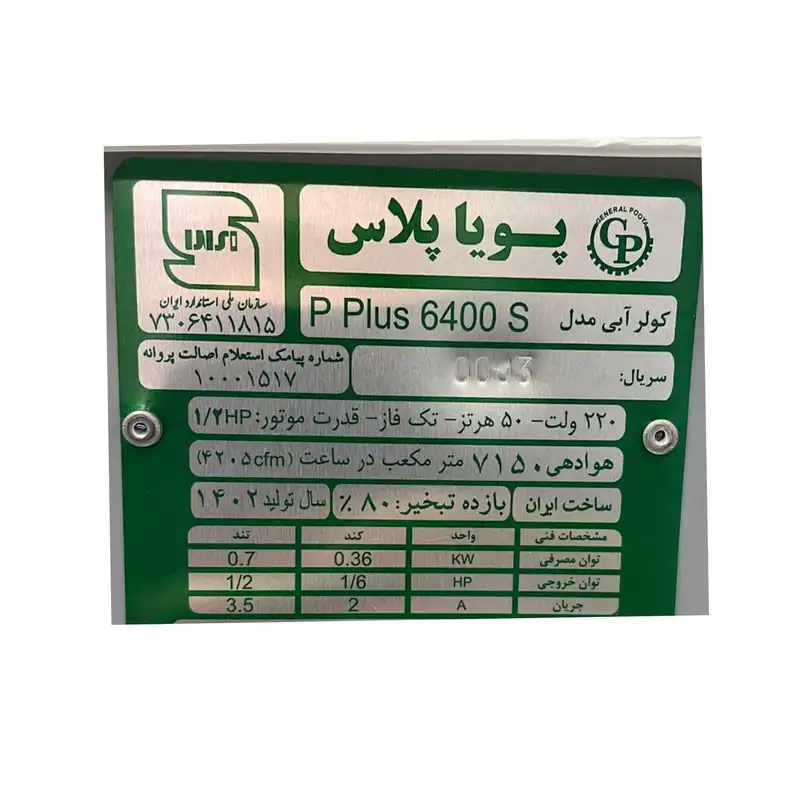 GENERAL POOYA
GP
پویا پلاس
سازمان ملی استاندارد ایران
۷۳۰۶۴۱۱۸۱۵
کولر آبی مدل P Plus 6400 S
شماره پیامک استعلام اصالت پروانه
۱۰۰۰۱۵۱۷
سریال:
۲۲۰ ولت- ۵۰ هرتز- تک فاز- قدرت موتور: ۱/۲HP
هوادهی ۷۱۵۰ متر مکعب در ساعت (۴۲۰۵cfm)
ساخت ایران بازده تبخیر: ۸۰ ٪ سال تولید ۱۴۰۲
مشخصات فنی واحد کند تند
توان مصرفی KW 0.36 0.7
توان خروجی HP 1/6 1/2
جریان A 2 3.5